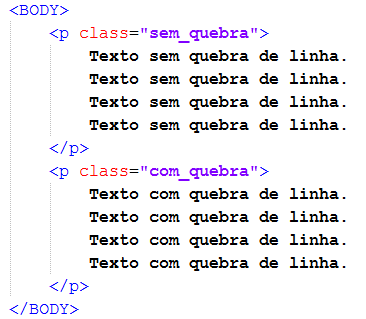 <BODY>
<p class="sem_quebra">
Texto sem quebra de linha.
Texto sem quebra de linha.
Texto sem quebra de linha.
Texto sem quebra de linha.
</p>
<p class="com_quebra">
Texto com quebra de linha.
Texto com quebra de linha.
Texto com quebra de linha.
Texto com quebra de linha.
</p>
</BODY>